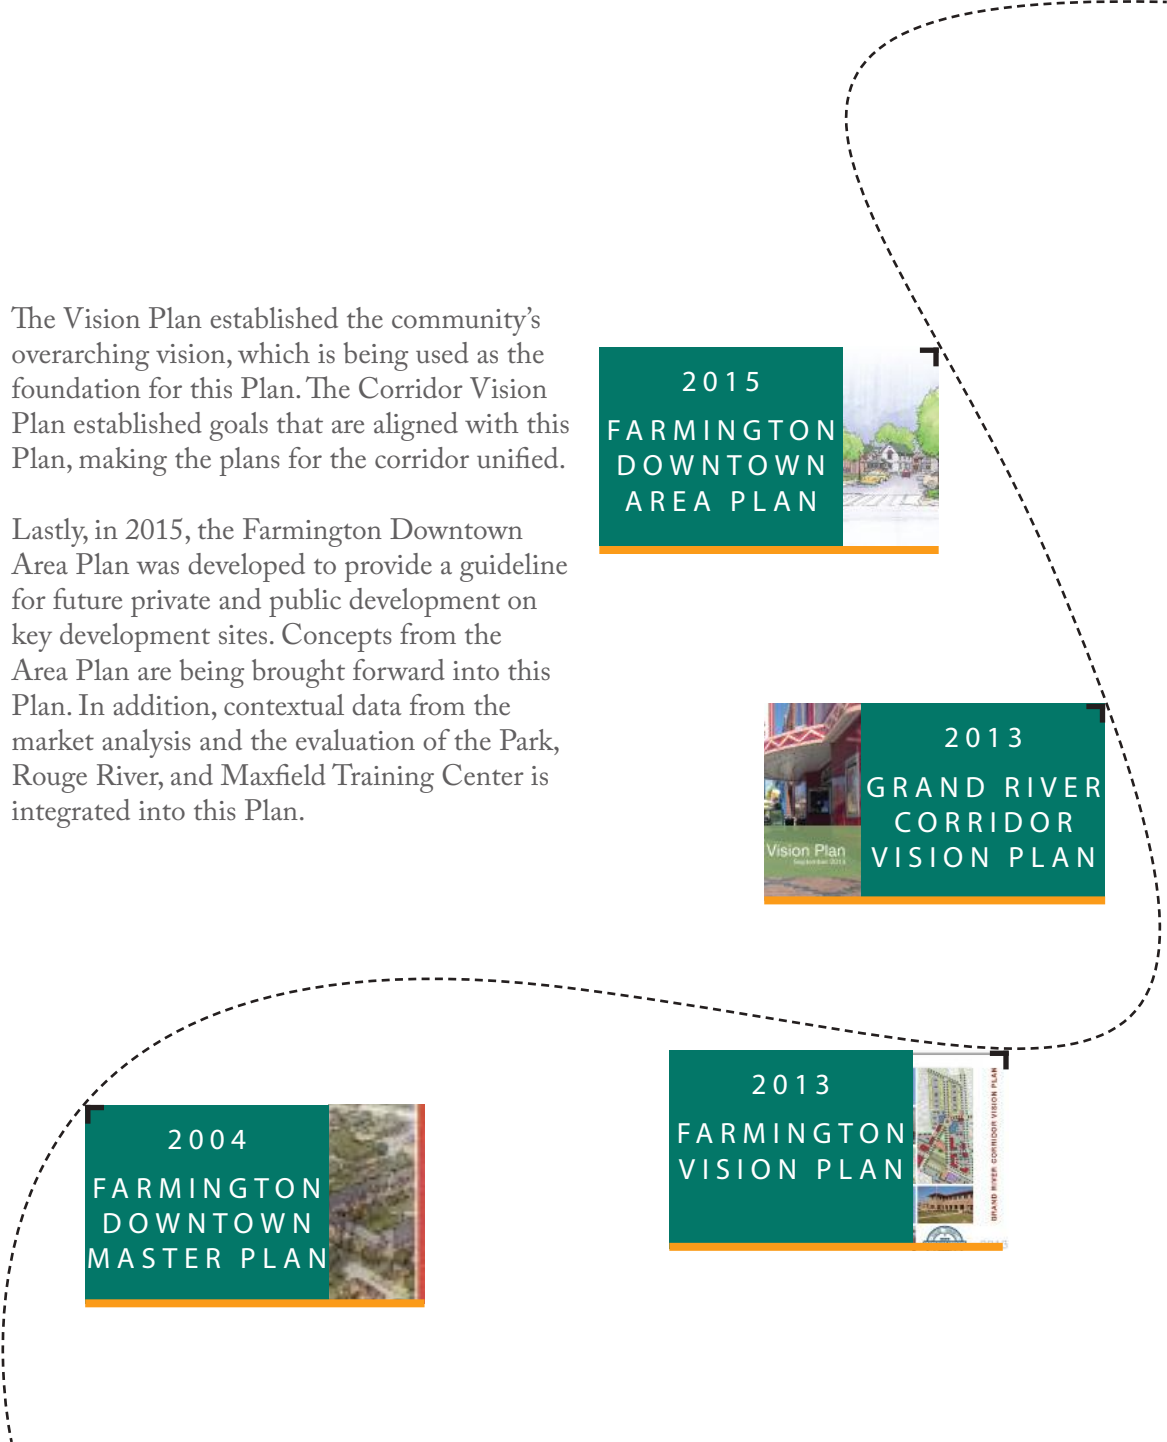 The Vision Plan established the community’s
overarching vision, which is being used as the
foundation for this Plan. The Corridor Vision
Plan established goals that are aligned with this
Plan, making the plans for the corridor unified.
Lastly, in 2015, the Farmington Downtown
Area Plan was developed to provide a guideline
for future private and public development on
key development sites. Concepts from the
Area Plan are being brought forward into this
Plan. In addition, contextual data from the
market analysis and the evaluation of the Park,
Rouge River, and Maxfield Training Center is
integrated into this Plan.
2015
FARMINGTON
DOWNTOWN
AREA PLAN
2013
GRAND RIVER
CORRIDOR
VISION PLAN
Vision Plan
September 2013
2013
FARMINGTON
VISION PLAN
GRAND RIVER CORRIDOR VISION PLAN
2013
2004
FARMINGTON
DOWNTOWN
MASTER PLAN